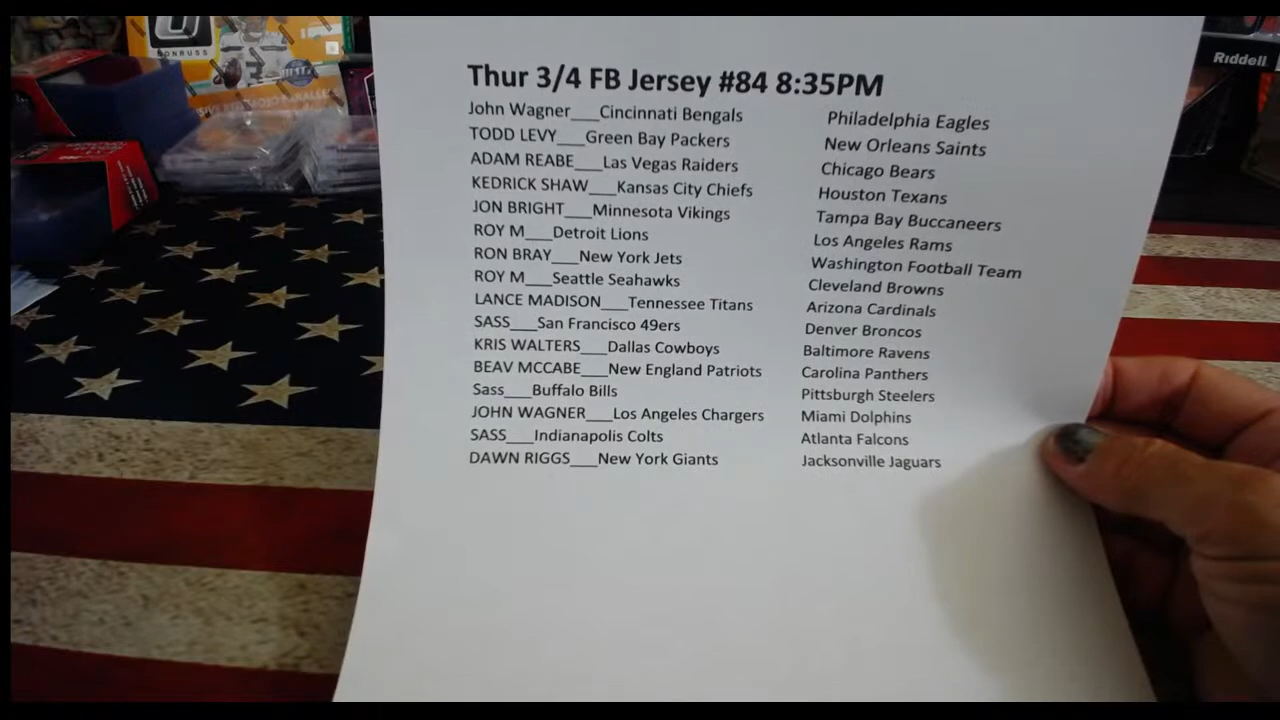 ONRUSS
Riddell
Thur 3/4 FB Jersey #84 8:35PM
John Wagner___Cincinnati Bengals Philadelphia Eagles
TODD LEVY___Green Bay Packers New Orleans Saints
ADAM REABE___Las Vegas Raiders Chicago Bears
KEDRICK SHAW___Kansas City Chiefs Houston Texans
JON BRIGHT___Minnesota Vikings Tampa Bay Buccaneers
ROY M___Detroit Lions Los Angeles Rams
RON BRAY___New York Jets Washington Football Team
ROY M___Seattle Seahawks Cleveland Browns
LANCE MADISON___Tennessee Titans Arizona Cardinals
SASS___San Francisco 49ers Denver Broncos
KRIS WALTERS___Dallas Cowboys Baltimore Ravens
BEAV MCCABE___New England Patriots Carolina Panthers
Sass___Buffalo Bills Pittsburgh Steelers
JOHN WAGNER___Los Angeles Chargers Miami Dolphins
SASS___Indianapolis Colts Atlanta Falcons
DAWN RIGGS___New York Giants Jacksonville Jaguars